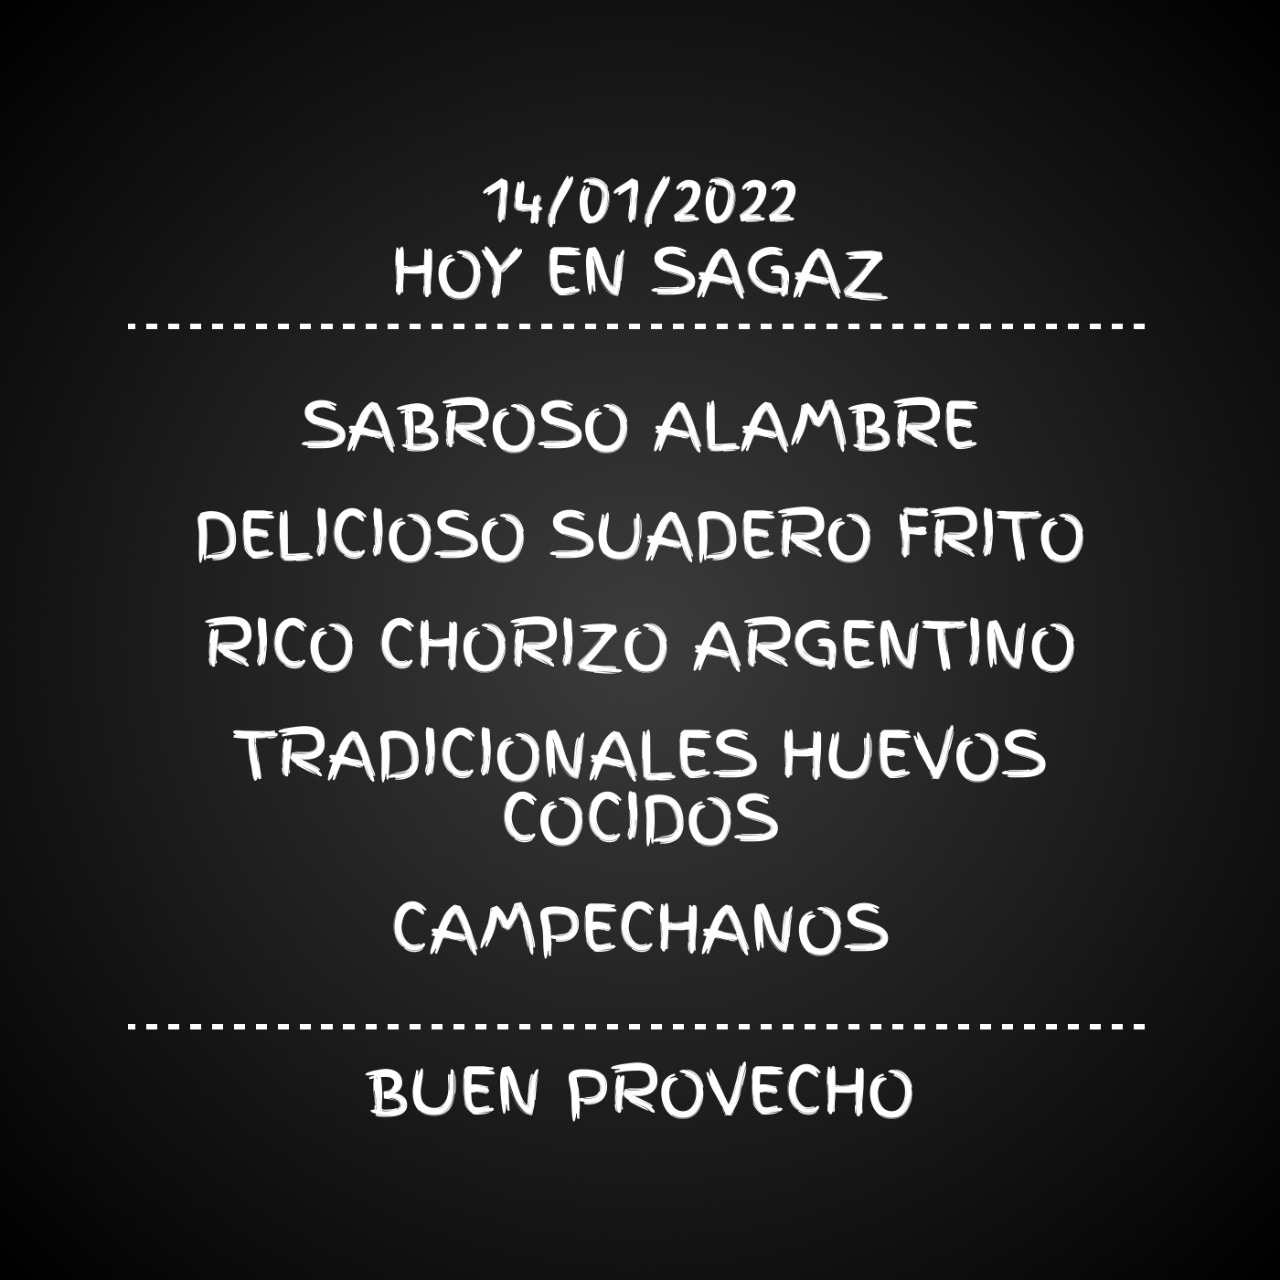 14/01/2022
HOY EN SAGAZ
SABROSO ALAMBRE
DELICIOSO SUADERO FRITO
RICO CHORIZO ARGENTINO
TRADICIONALES HUEVOS
COCIDOS
CAMPECHANOS
BUEN PROVECHO